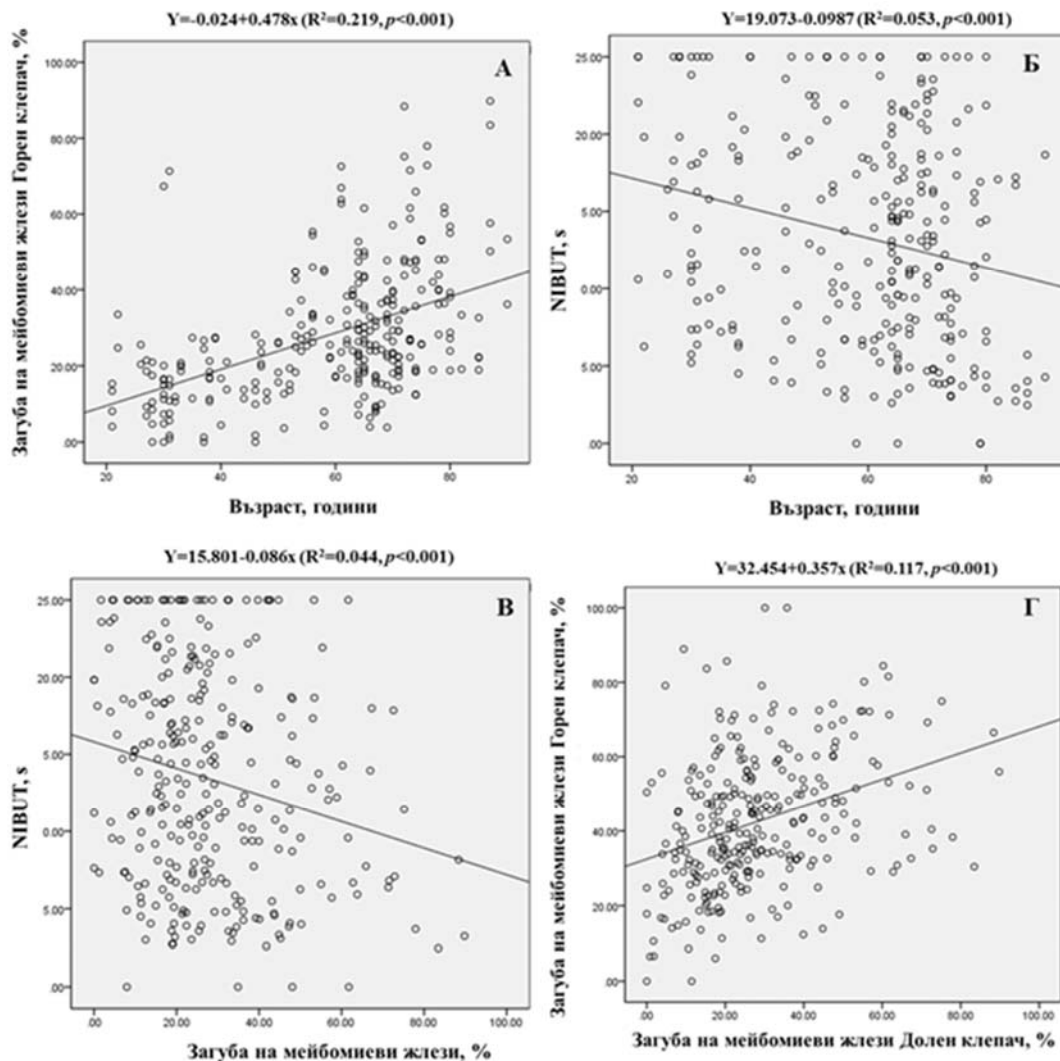 Y=-0.024+0.478x (R²=0.219, p<0.001)
А
Загуба на мейбомиеви жлези Горен клепач, %
100.00
80.00
60.00
40.00
20.00
.00
20
40
60
80
Възраст, години
Y=19.073-0.0987 (R²=0.053, p<0.001)
Б
NIBUT, s
25.00
20.00
5.00
0.00
5.00
.00
20
40
60
80
Възраст, години
Y=15.801-0.086x (R²=0.044, p<0.001)
В
NIBUT, s
25.00
20.00
5.00
0.00
5.00
.00
.00
20.00
40.00
60.00
80.00
100.00
Загуба на мейбомиеви жлези, %
Y=32.454+0.357x (R²=0.117, p<0.001)
Г
Загуба на мейбомиеви жлези Горен клепач, %
100.00
80.00
60.00
40.00
20.00
.00
.00
20.00
40.00
60.00
80.00
100.00
Загуба на мейбомиеви жлези Долен клепач, %